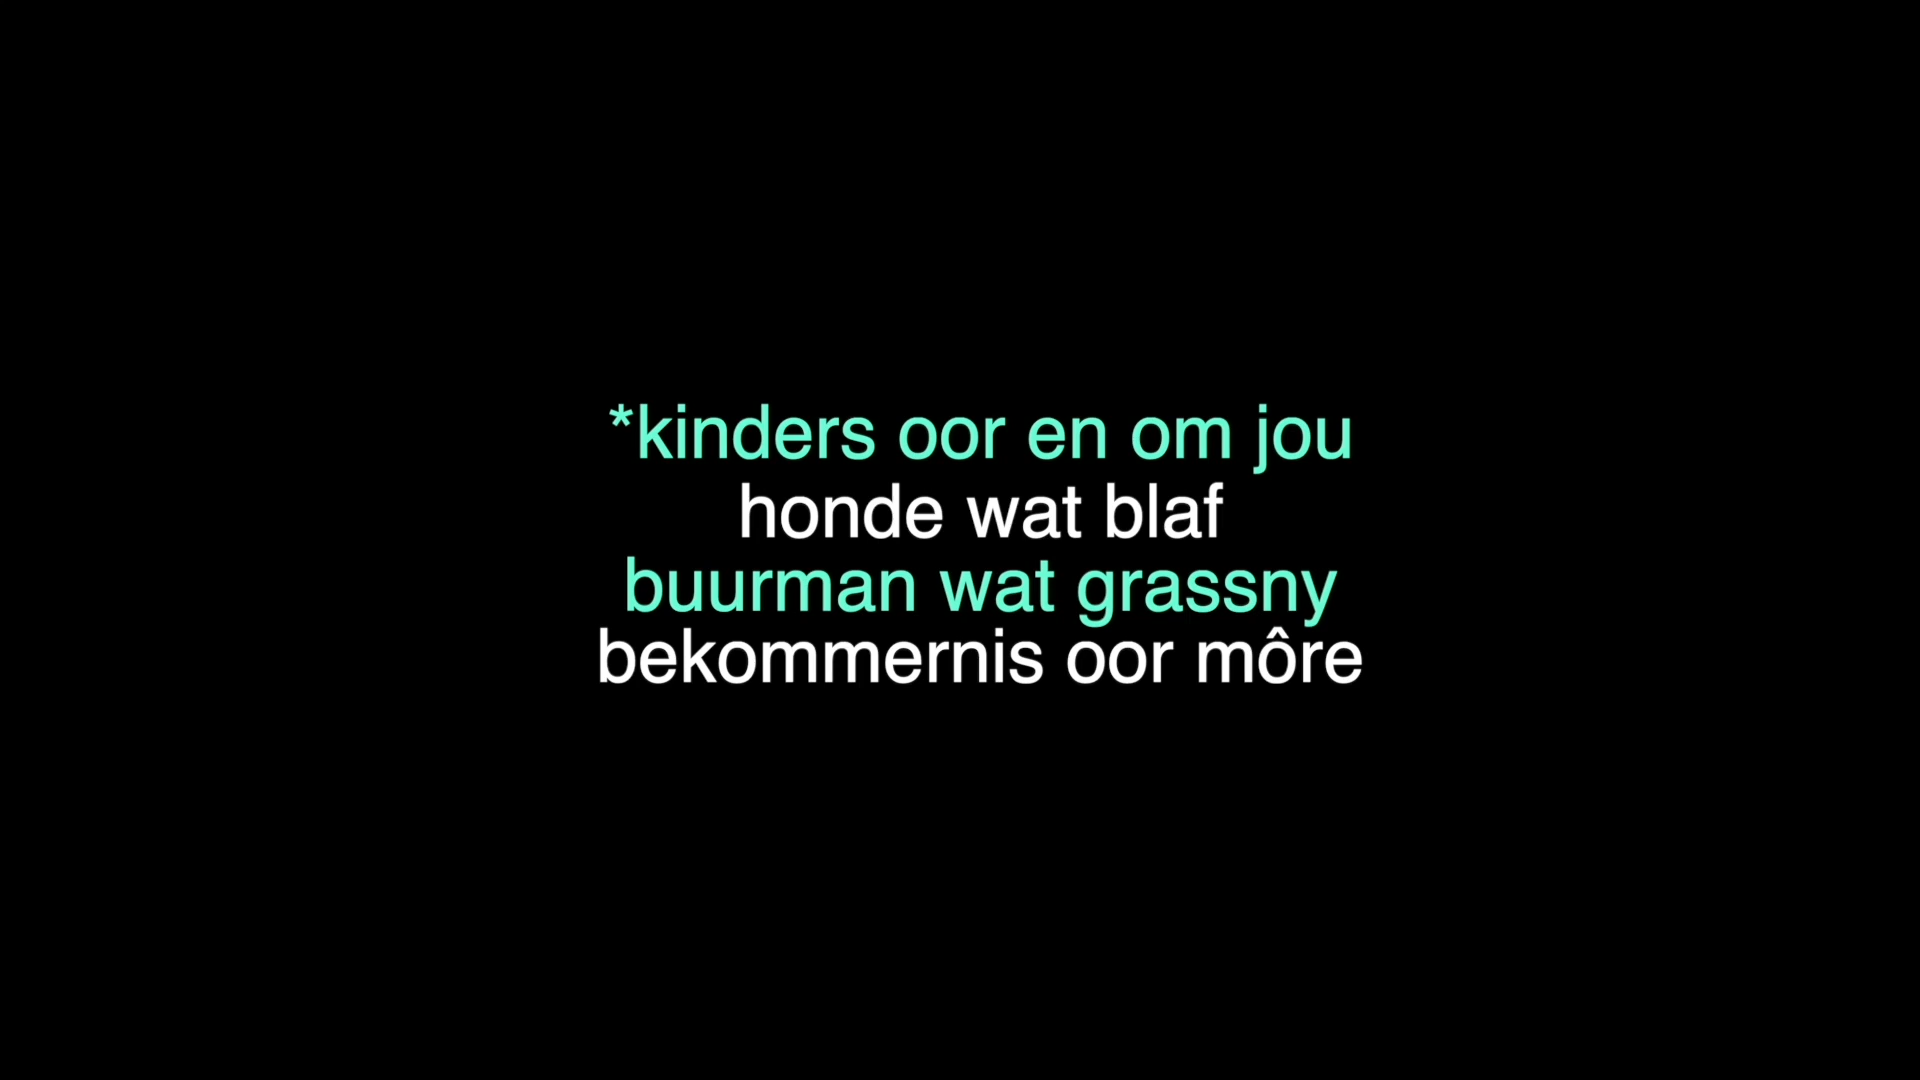 *kinders oor en om jou
honde wat blaf
buurman wat grassny
bekommernis oor môre